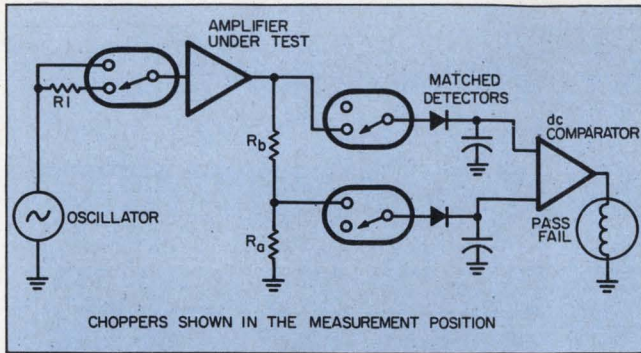 AMPLIFIER
UNDER TEST
R1
MATCHED
DETECTORS
dc
COMPARATOR
Rb
OSCILLATOR
PASS
FAIL
Ra
CHOPPERS SHOWN IN THE MEASUREMENT POSITION